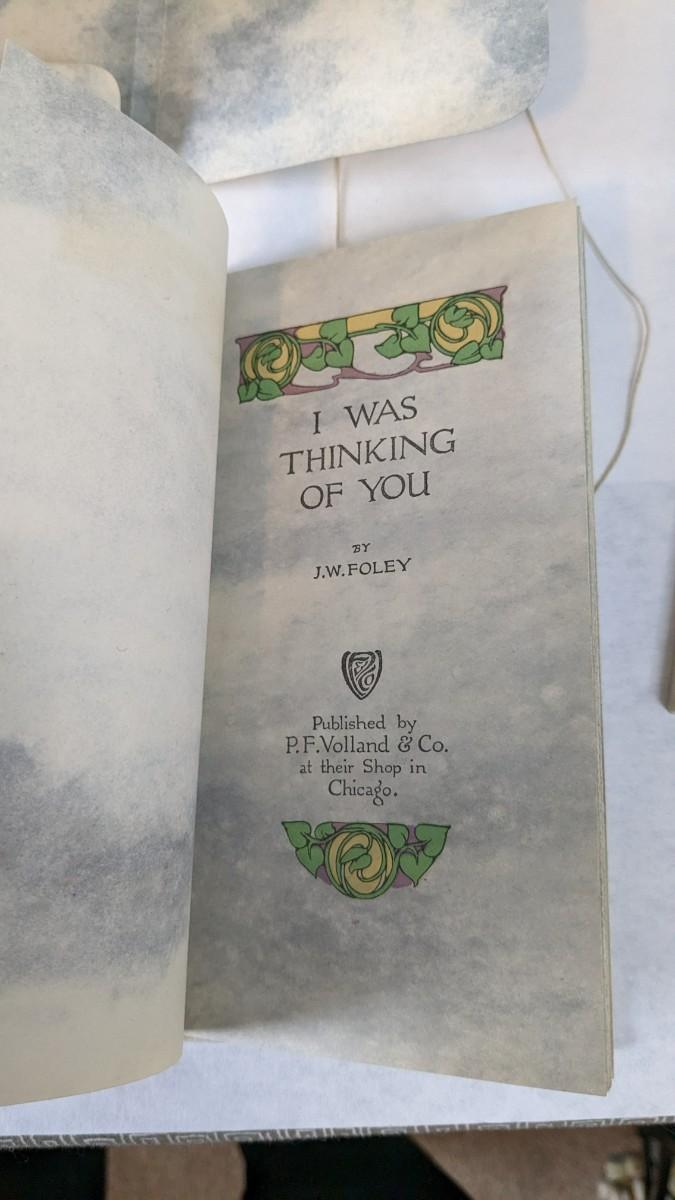 I WAS
THINKING
OF YOU
BY
J.W.FOLEY
Published by
P.F.Volland & Co.
at their Shop in
Chicago.